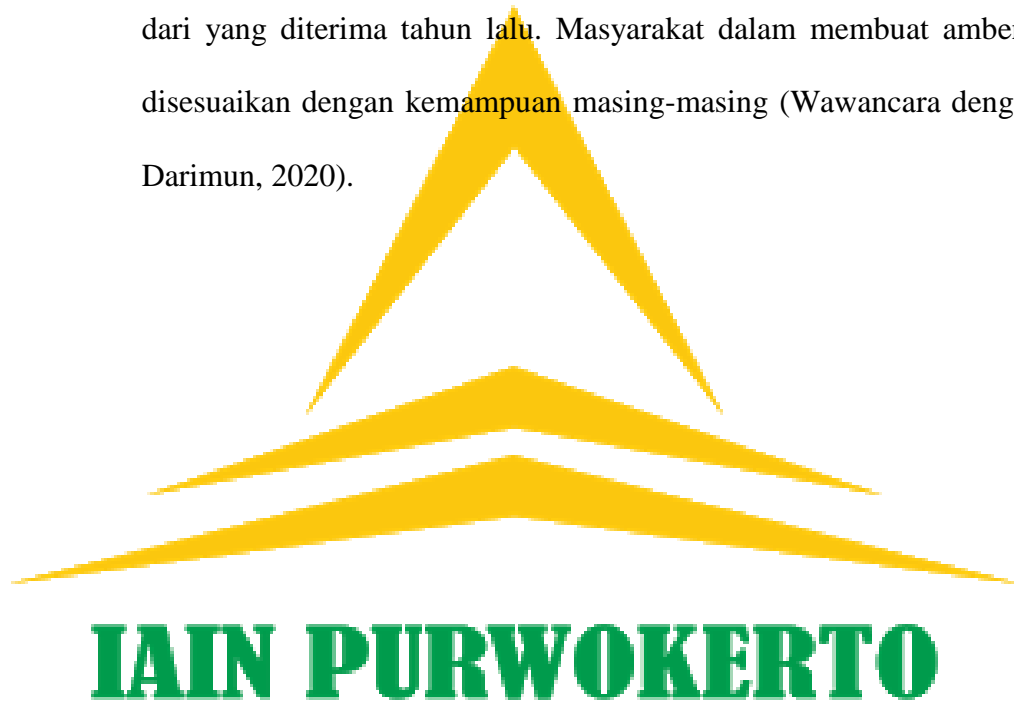 dari yang diterima tahun lalu. Masyarakat dalam membuat amben
disesuaikan dengan kemampuan masing-masing (Wawancara deng
Darimun, 2020).
IAIN PURWOKERTO